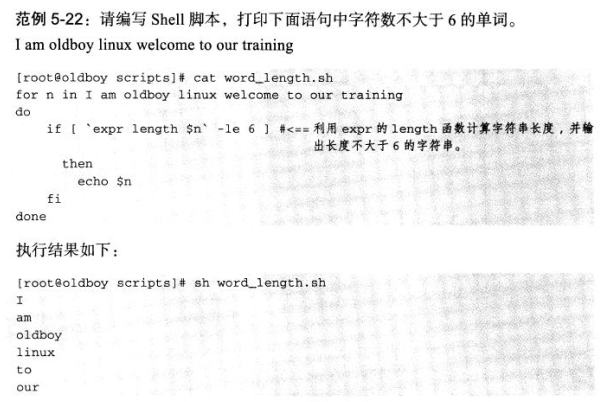 范例 5-22：请编写 Shell 脚本，打印下面语句中字符数不大于 6 的单词。
I am oldboy linux welcome to our training
[root@oldboy scripts]# cat word_length.sh
for n in I am oldboy linux welcome to our training
do
    if [ `expr length $n` -le 6 ] #<== 利用 expr 的 length 函数计算字符串长度，并输
出长度不大于 6 的字符串。
      then
        echo $n
    fi
done
执行结果如下：
[root@oldboy scripts]# sh word_length.sh
I
am
oldboy
linux
to
our